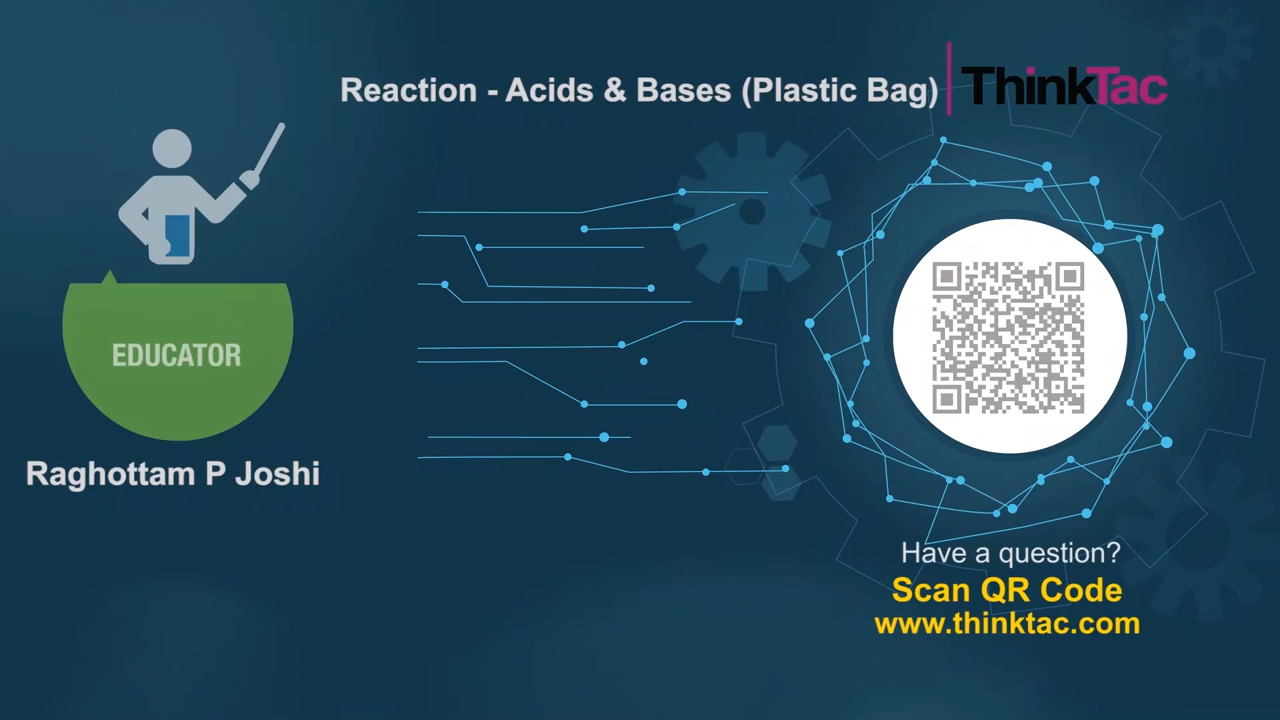 Reaction - Acids & Bases (Plastic Bag)
ThinkTac
EDUCATOR
Raghottam P Joshi
Have a question?
Scan QR Code
www.thinktac.com